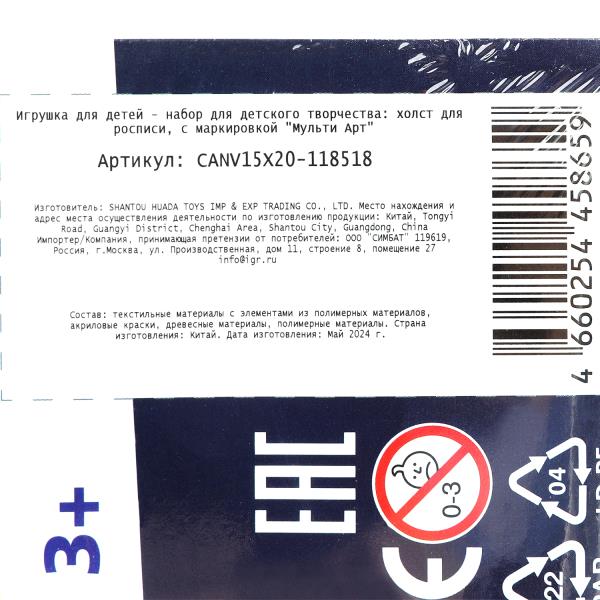 Игрушка для детей - набор для детского творчества: холст для
росписи, с маркировкой "Мульти Арт"
Артикул: CANV15X20-118518
Изготовитель: SHANTOU HUADA TOYS IMP & EXP TRADING CO., LTD. Место нахождения и
адрес места осуществления деятельности по изготовлению продукции: Китай, Tongyi
Road, Guangyi District, Chenghai Area, Shantou City, Guangdong, China
Импортер/Компания, принимающая претензии от потребителей: ООО "СИМБАТ" 119619,
Россия, г.Москва, ул. Производственная, дом 11, строение 8, помещение 27
info@igr.ru
Состав: текстильные материалы с элементами из полимерных материалов,
акриловые краски, древесные материалы, полимерные материалы. Страна
изготовления: Китай. Дата изготовления: Май 2024 г.
4 660254 458659
3+
EAC
0-3
CE
04
22